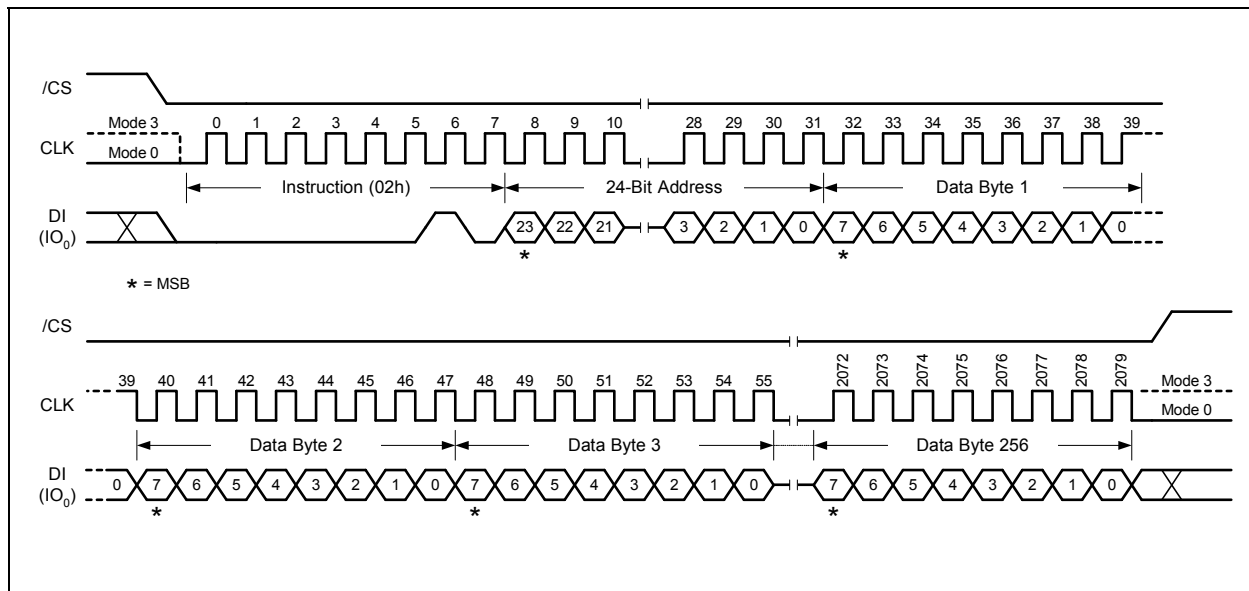 /CS
Mode 3
0 1 2 3 4 5 6 7 8 9 10 28 29 30 31 32 33 34 35 36 37 38 39
CLK
Mode 0
Instruction (02h) 24-Bit Address Data Byte 1
DI
(IO0)
23 22 21 3 2 1 0 7 6 5 4 3 2 1 0
* *
* = MSB
/CS
39 40 41 42 43 44 45 46 47 48 49 50 51 52 53 54 55 2072 2073 2074 2075 2076 2077 2078 2079
Mode 3
CLK
Mode 0
Data Byte 2 Data Byte 3 Data Byte 256
DI
(IO0)
0 7 6 5 4 3 2 1 0 7 6 5 4 3 2 1 0 7 6 5 4 3 2 1 0
* * *